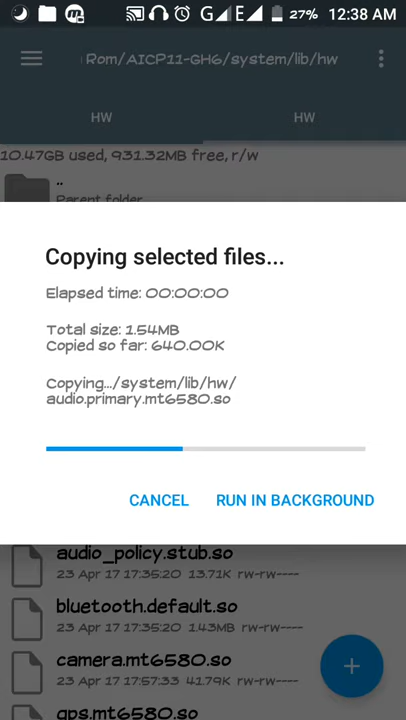 G E 27% 12:38 AM
Rom/AICP11-GH6/system/lib/hw
HW HW
10.47GB used, 931.32MB free, r/w
..
Parent folder
Copying selected files...
Elapsed time: 00:00:00
Total size: 1.54MB
Copied so far: 640.00K
Copying.../system/lib/hw/
audio.primary.mt6580.so
CANCEL RUN IN BACKGROUND
audio_policy.stub.so
23 Apr 17 17:35:20 13.71K rw-rw----
bluetooth.default.so
23 Apr 17 17:35:20 1.43MB rw-rw----
camera.mt6580.so
23 Apr 17 17:57:33 41.79K rw-rw----
gps.mt6580.so